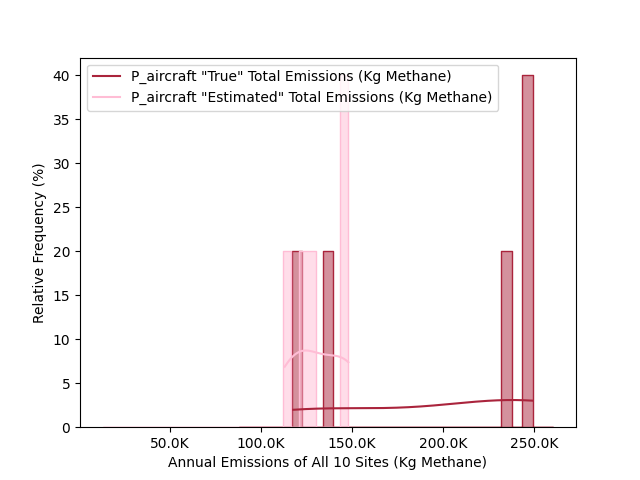 P_aircraft "True" Total Emissions (Kg Methane)
P_aircraft "Estimated" Total Emissions (Kg Methane)
Relative Frequency (%)
40
35
30
25
20
15
10
5
0
50.0K 100.0K 150.0K 200.0K 250.0K
Annual Emissions of All 10 Sites (Kg Methane)